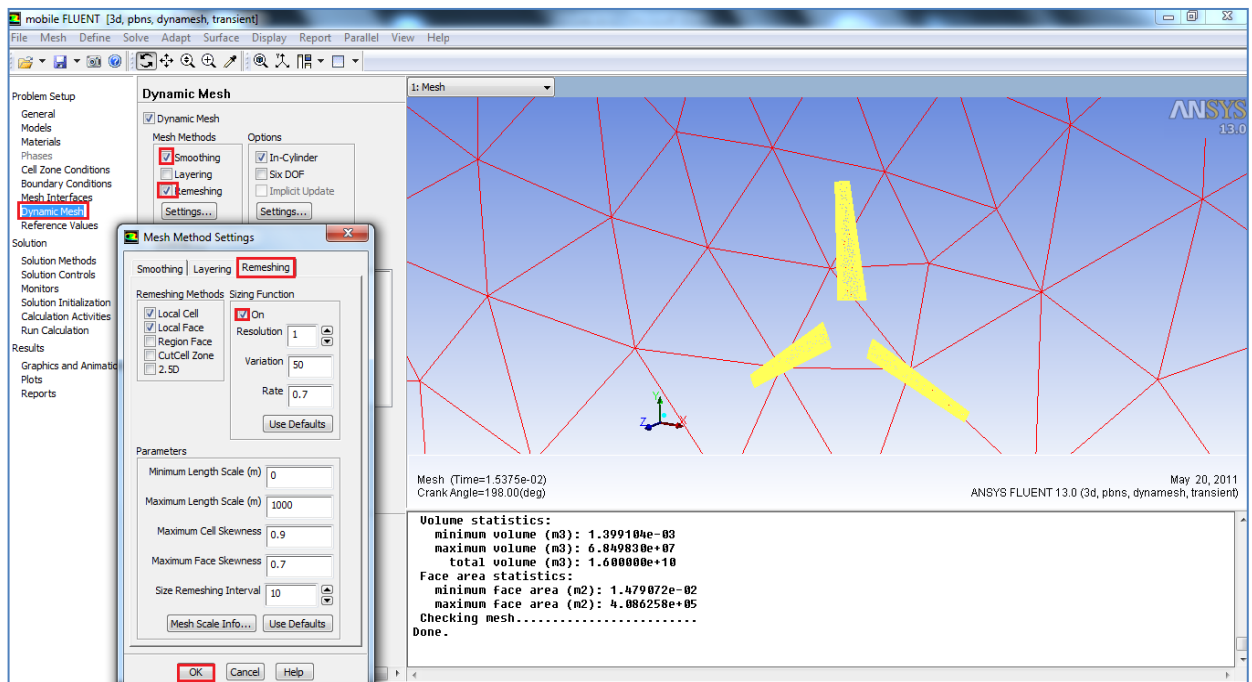 mobile FLUENT [3d, pbns, dynamesh, transient]
File Mesh Define Solve Adapt Surface Display Report Parallel View Help
Problem Setup
General
Models
Materials
Phases
Cell Zone Conditions
Boundary Conditions
Mesh Interfaces
Dynamic Mesh
Reference Values
Solution
Solution Methods
Solution Controls
Monitors
Solution Initialization
Calculation Activities
Run Calculation
Results
Graphics and Animatio
Plots
Reports
Dynamic Mesh
Dynamic Mesh
Mesh Methods
Smoothing
Layering
Remeshing
Settings...
Options
In-Cylinder
Six DOF
Implicit Update
Settings...
Mesh Method Settings
Smoothing Layering Remeshing
Remeshing Methods
Local Cell
Local Face
Region Face
CutCell Zone
2.5D
Sizing Function
On
Resolution 1
Variation 50
Rate 0.7
Use Defaults
Parameters
Minimum Length Scale (m) 0
Maximum Length Scale (m) 1000
Maximum Cell Skewness 0.9
Maximum Face Skewness 0.7
Size Remeshing Interval 10
Mesh Scale Info... Use Defaults
OK Cancel Help
1: Mesh
ANSYS
13.0
Y
Z X
Mesh (Time=1.5375e-02)
Crank Angle=198.00(deg)
May 20, 2011
ANSYS FLUENT 13.0 (3d, pbns, dynamesh, transient)
Volume statistics:
minimum volume (m3): 1.399104e-03
maximum volume (m3): 6.849830e+07
total volume (m3): 1.600000e+10
Face area statistics:
minimum face area (m2): 1.479072e-02
maximum face area (m2): 4.086258e+05
Checking mesh.........................
Done.